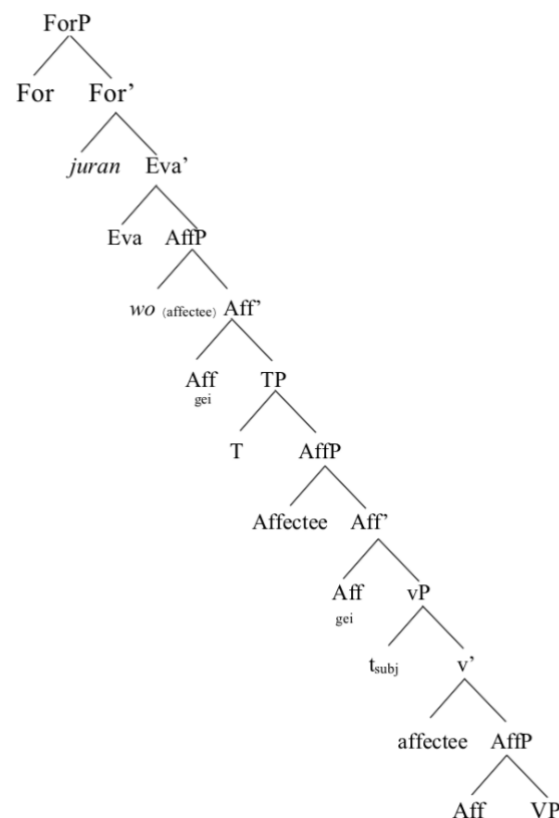 ForP
For For’
juran Eva’
Eva AffP
wo (affectee) Aff’
Aff TP
gei
T AffP
Affectee Aff’
Aff vP
gei
tsubj v’
affectee AffP
Aff VP